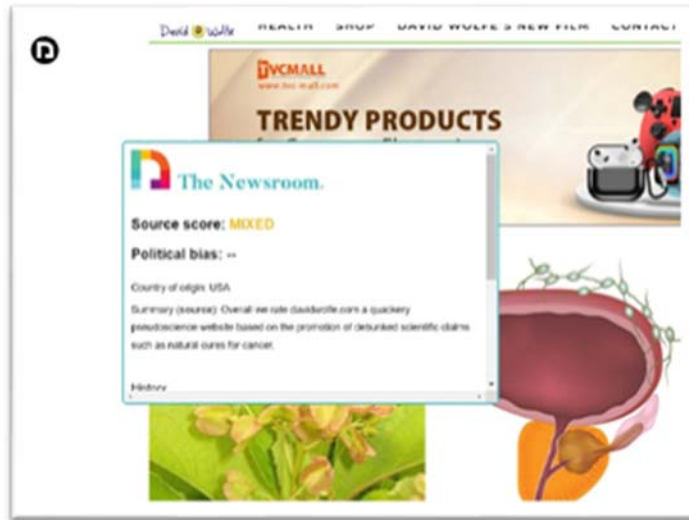 David Wolfe HEALTH SHOP DAVID WOLFE'S NEW FILM CONTACT
TVCMALL
www.tvc-mall.com
TRENDY PRODUCTS
The Newsroom.
Source score: MIXED
Political bias: --
Country of origin: USA
Summary (source): Overall we rate davidwolfe.com a quackery
pseudoscience website based on the promotion of debunked scientific claims
such as natural cures for cancer.
History